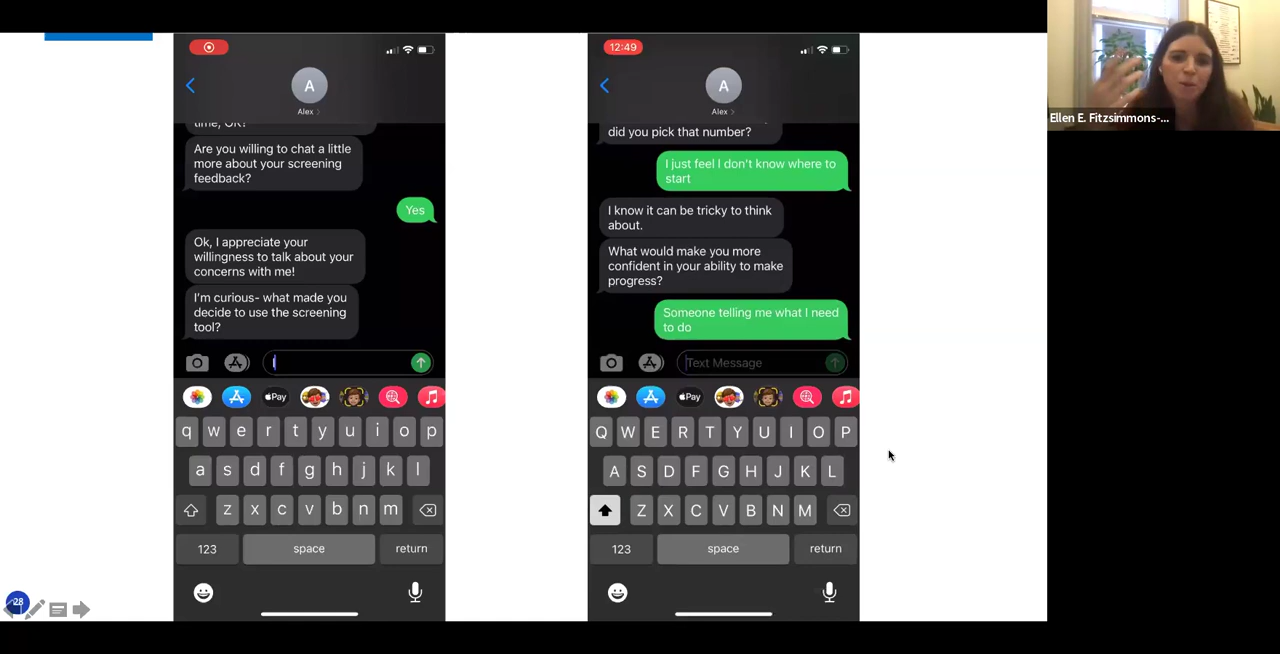 A
Alex
time, OK?
Are you willing to chat a little
more about your screening
feedback?
Yes
Ok, I appreciate your
willingness to talk about your
concerns with me!
I'm curious- what made you
decide to use the screening
tool?
I
Pay
q w e r t y u i o p
a s d f g h j k l
z x c v b n m
123 space return
28
12:49
A
Alex
did you pick that number?
I just feel I don't know where to
start
I know it can be tricky to think
about.
What would make you more
confident in your ability to make
progress?
Someone telling me what I need
to do
Text Message
Pay
Q W E R T Y U I O P
A S D F G H J K L
Z X C V B N M
123 space return
Ellen E. Fitzsimmons-...